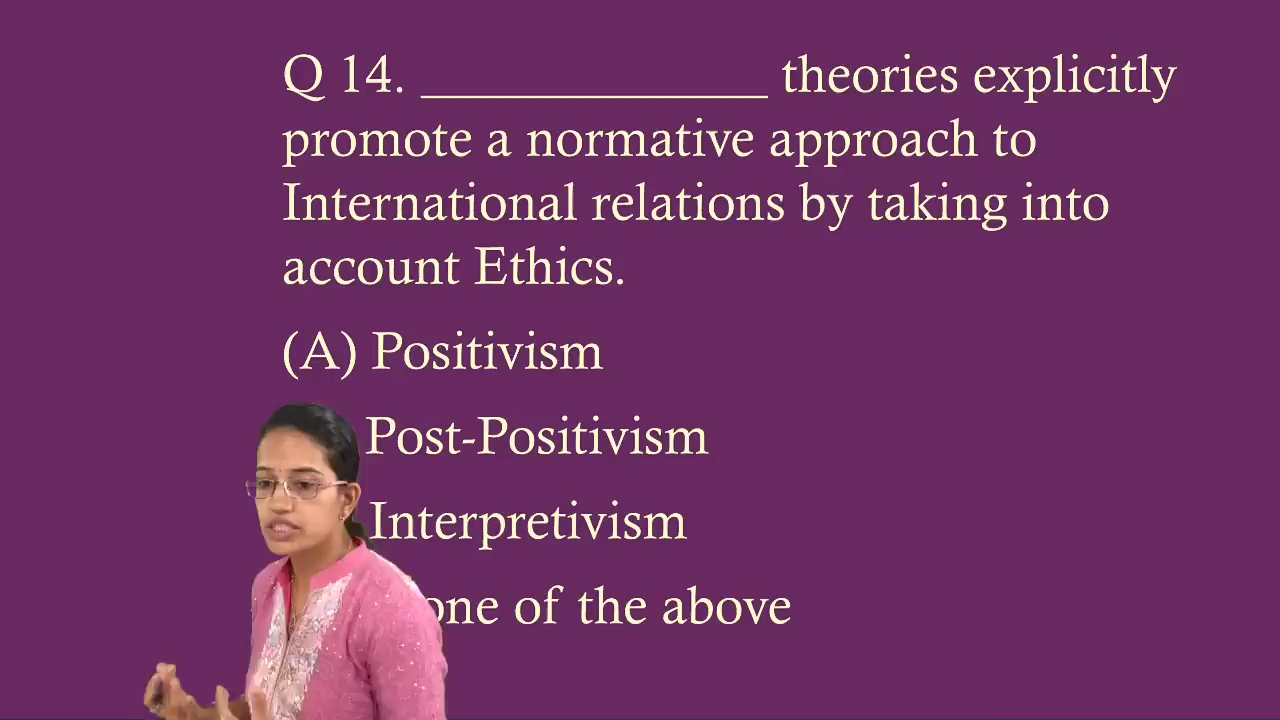 Q 14. ______________ theories explicitly
promote a normative approach to
International relations by taking into
account Ethics.
(A) Positivism
Post-Positivism
Interpretivism
of the above